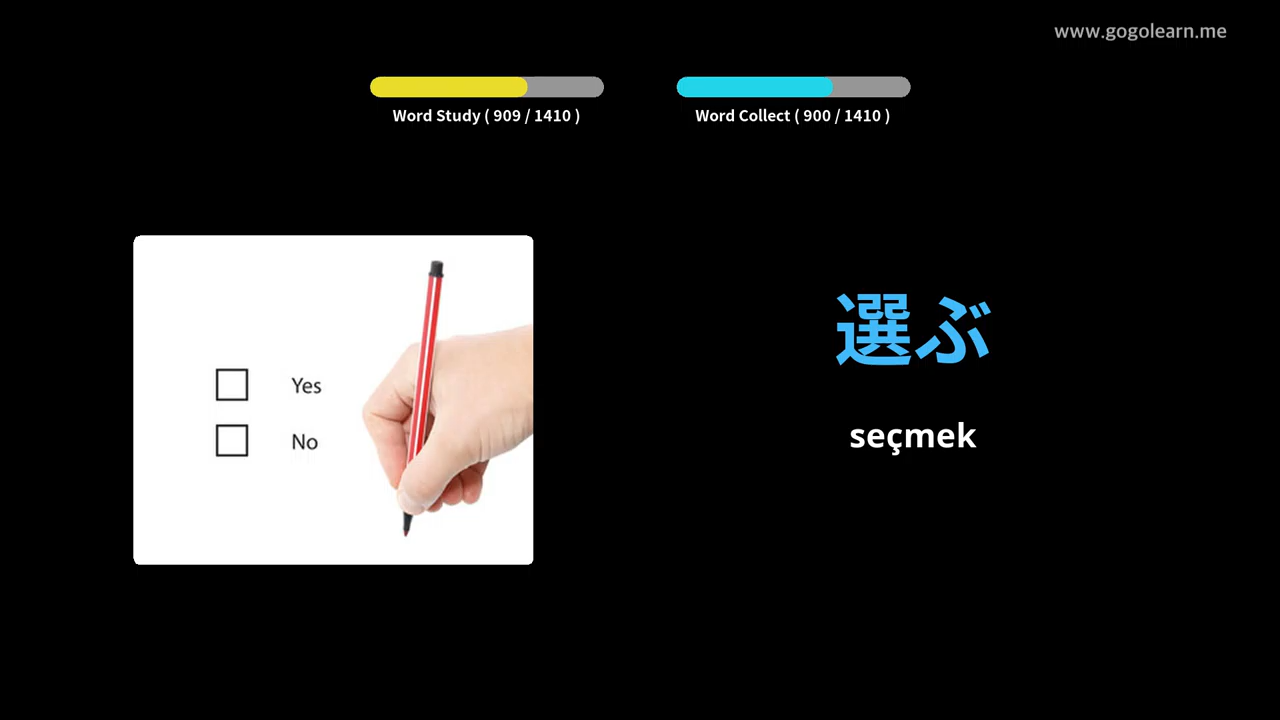 www.gogolearn.me
Word Study ( 909 / 1410 )
Word Collect ( 900 / 1410 )
Yes
No
選ぶ
seçmek